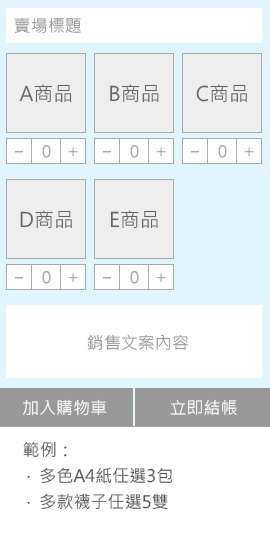 賣場標題
A商品 B商品 C商品
− 0 + − 0 + − 0 +
D商品 E商品
− 0 + − 0 +
銷售文案內容
加入購物車 立即結帳
範例：
· 多色A4紙任選3包
· 多款襪子任選5雙